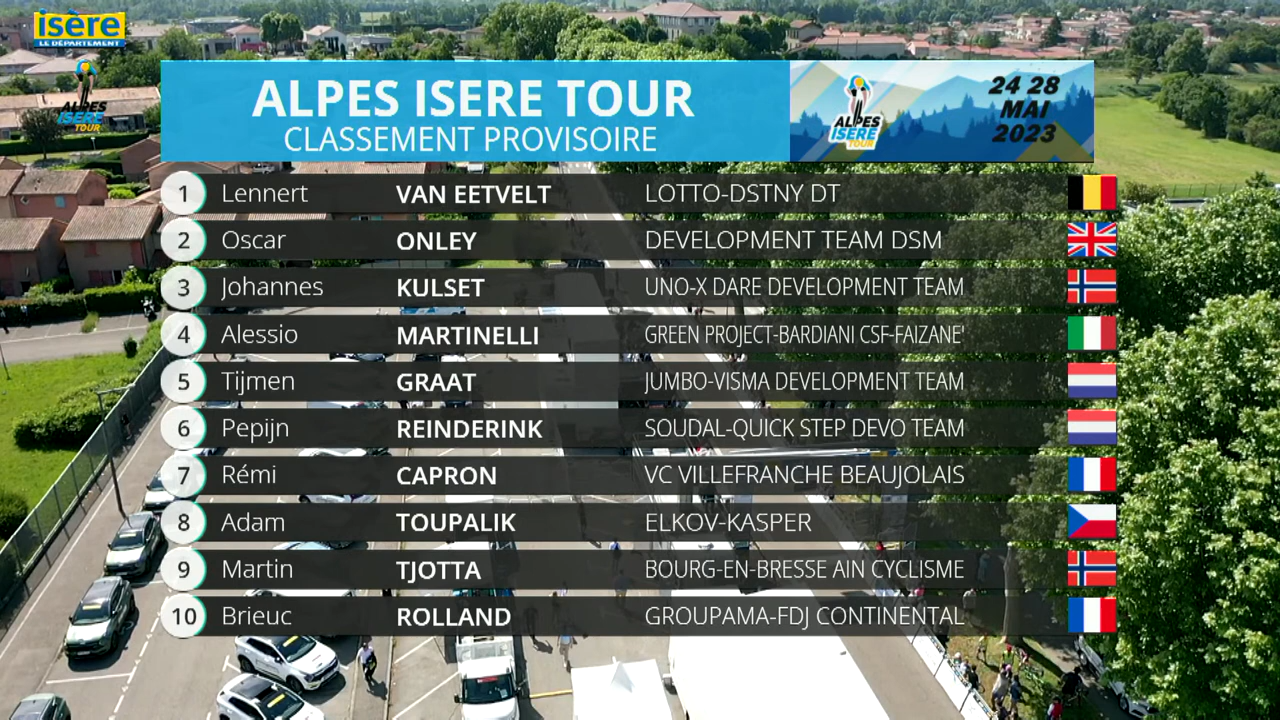 isère
LE DÉPARTEMENT
ALPES
ISERE
TOUR
ALPES ISERE TOUR
CLASSEMENT PROVISOIRE
ALPES
ISERE
TOUR
24 28
MAI
2023
1 Lennert VAN EETVELT LOTTO-DSTNY DT
2 Oscar ONLEY DEVELOPMENT TEAM DSM
3 Johannes KULSET UNO-X DARE DEVELOPMENT TEAM
4 Alessio MARTINELLI GREEN PROJECT-BARDIANI CSF-FAIZANE'
5 Tijmen GRAAT JUMBO-VISMA DEVELOPMENT TEAM
6 Pepijn REINDERINK SOUDAL-QUICK STEP DEVO TEAM
7 Rémi CAPRON VC VILLEFRANCHE BEAUJOLAIS
8 Adam TOUPALIK ELKOV-KASPER
9 Martin TJOTTA BOURG-EN-BRESSE AIN CYCLISME
10 Brieuc ROLLAND GROUPAMA-FDJ CONTINENTAL